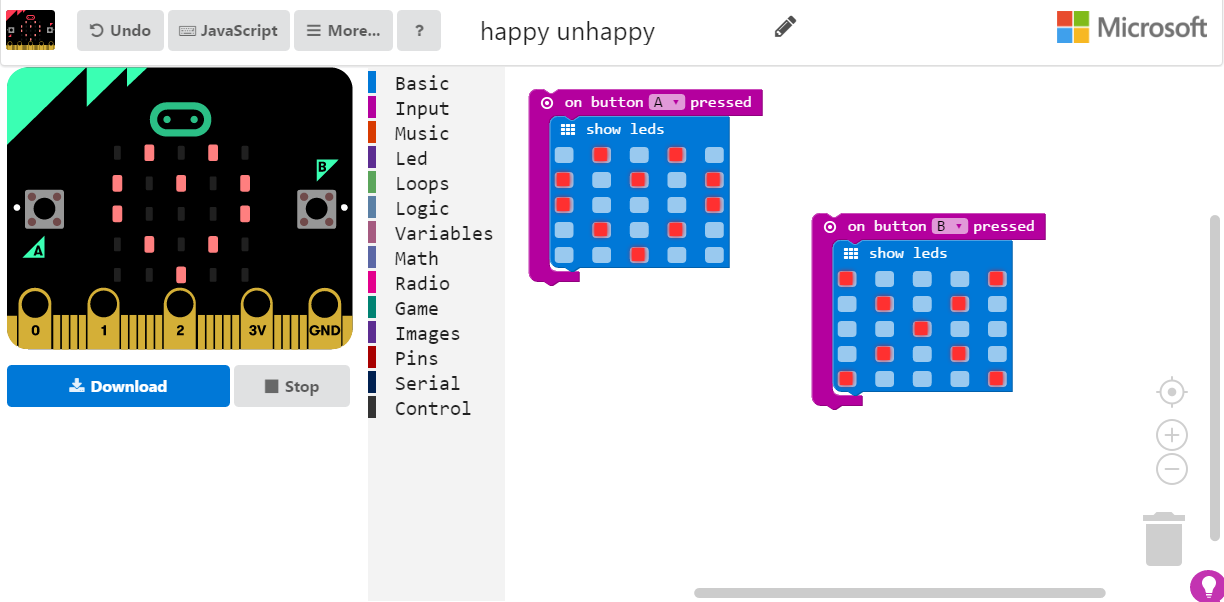 Undo
JavaScript
More...
?
happy unhappy
Microsoft
B
A
0
1
2
3V
GND
Download
Stop
Basic
Input
Music
Led
Loops
Logic
Variables
Math
Radio
Game
Images
Pins
Serial
Control
on button A pressed
show leds
on button B pressed
show leds